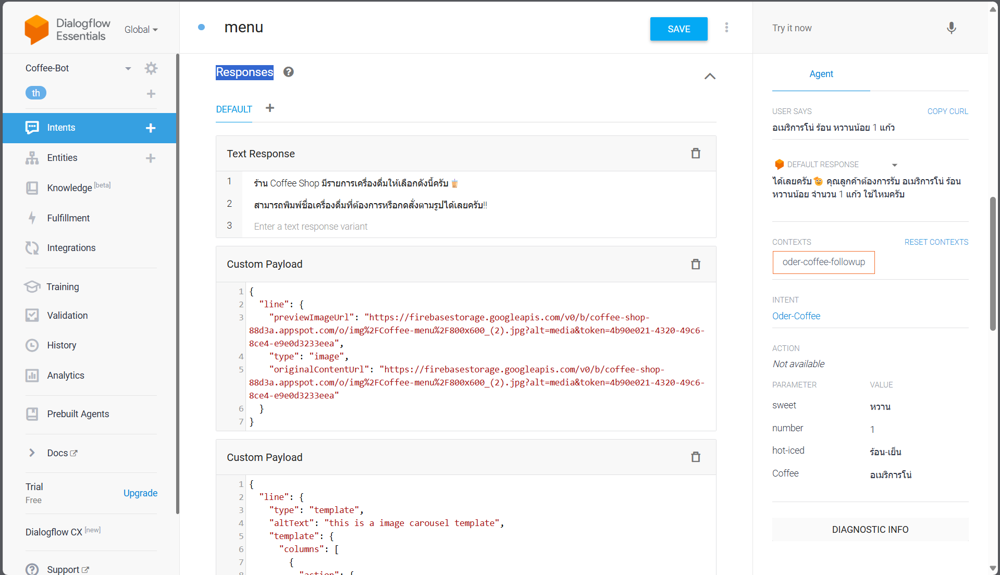 Dialogflow
Essentials
Global
Coffee-Bot
th
Intents
Entities
Knowledge [beta]
Fulfillment
Integrations
Training
Validation
History
Analytics
Prebuilt Agents
Docs
Trial
Free
Upgrade
Dialogflow CX [new]
Support
menu
SAVE
Responses
DEFAULT
Text Response
1 ร้าน Coffee Shop มีรายการเครื่องดื่มให้เลือกดังนี้ครับ🧋
2 สามารถพิมพ์ชื่อเครื่องดื่มที่ต้องการหรือกดสั่งตามรูปได้เลยครับ!!
3 Enter a text response variant
Custom Payload
1 {
2 "line": {
3 "previewImageUrl": "https://firebasestorage.googleapis.com/v0/b/coffee-shop-
88d3a.appspot.com/o/img%2FCoffee-menu%2F800x600_(2).jpg?alt=media&token=4b90e021-4320-49c6-
8ce4-e9e0d3233eea",
4 "type": "image",
5 "originalContentUrl": "https://firebasestorage.googleapis.com/v0/b/coffee-shop-
88d3a.appspot.com/o/img%2FCoffee-menu%2F800x600_(2).jpg?alt=media&token=4b90e021-4320-49c6-
8ce4-e9e0d3233eea"
6 }
7 }
Custom Payload
1 {
2 "line": {
3 "type": "template",
4 "altText": "this is a image carousel template",
5 "template": {
6 "columns": [
7 {
8 "action": {
Try it now
Agent
USER SAYS
COPY CURL
อเมริการโน่ ร้อน หวานน้อย 1 แก้ว
DEFAULT RESPONSE
ได้เลยครับ🫡 คุณลูกค้าต้องการรับ อเมริการโน่ ร้อน
หวานน้อย จำนวน 1 แก้ว ใช่ไหมครับ
CONTEXTS
RESET CONTEXTS
oder-coffee-followup
INTENT
Oder-Coffee
ACTION
Not available
PARAMETER VALUE
sweet หวาน
number 1
hot-iced ร้อน-เย็น
Coffee อเมริการโน่
DIAGNOSTIC INFO